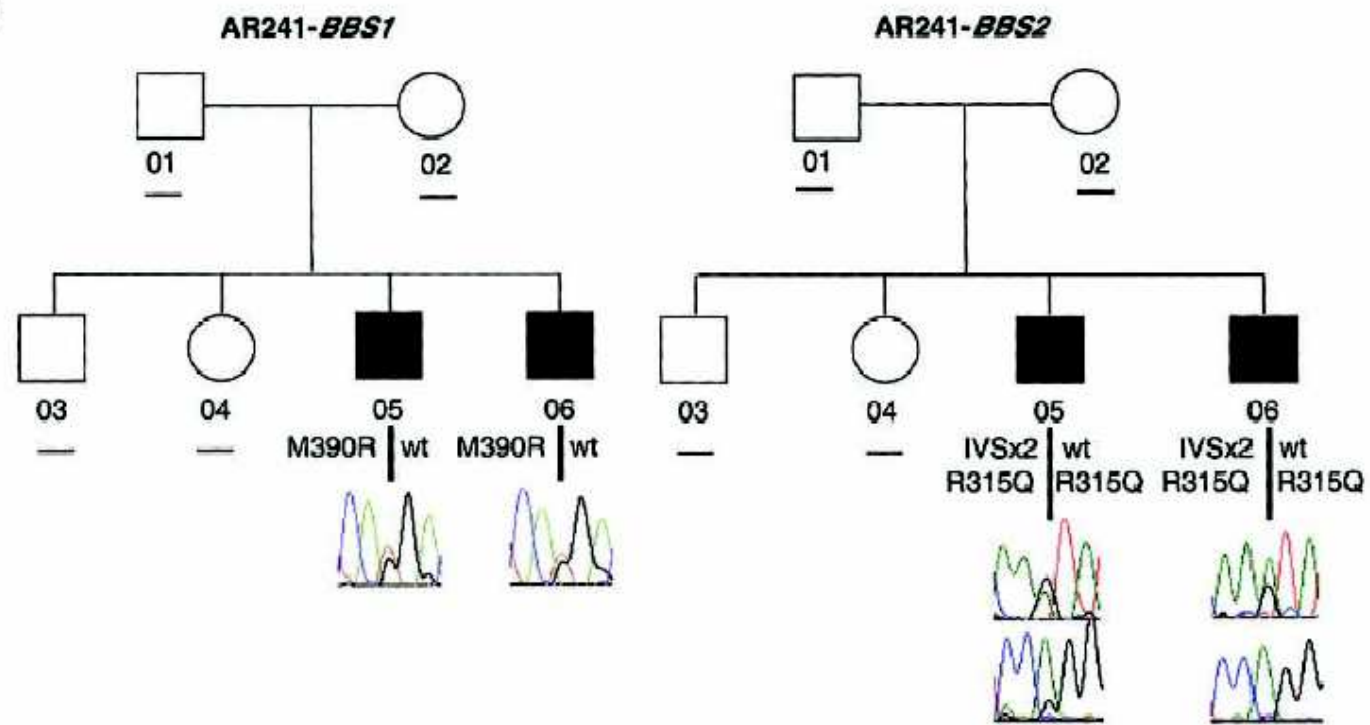 AR241-BBS1
AR241-BBS2
01
02
01
02
03
04
05
06
03
04
05
06
M390R wt
M390R wt
IVSx2 wt
R315Q R315Q
IVSx2 wt
R315Q R315Q